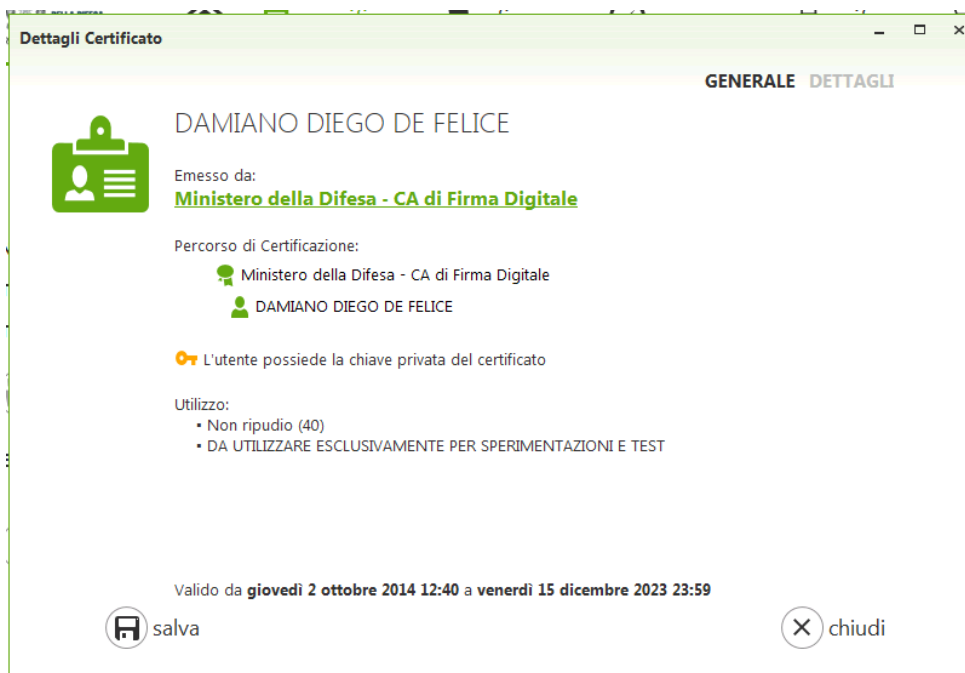 Dettagli Certificato
GENERALE DETTAGLI
DAMIANO DIEGO DE FELICE
Emesso da:
Ministero della Difesa - CA di Firma Digitale
Percorso di Certificazione:
Ministero della Difesa - CA di Firma Digitale
DAMIANO DIEGO DE FELICE
L'utente possiede la chiave privata del certificato
Utilizzo:
▪ Non ripudio (40)
▪ DA UTILIZZARE ESCLUSIVAMENTE PER SPERIMENTAZIONI E TEST
Valido da giovedì 2 ottobre 2014 12:40 a venerdì 15 dicembre 2023 23:59
salva
chiudi